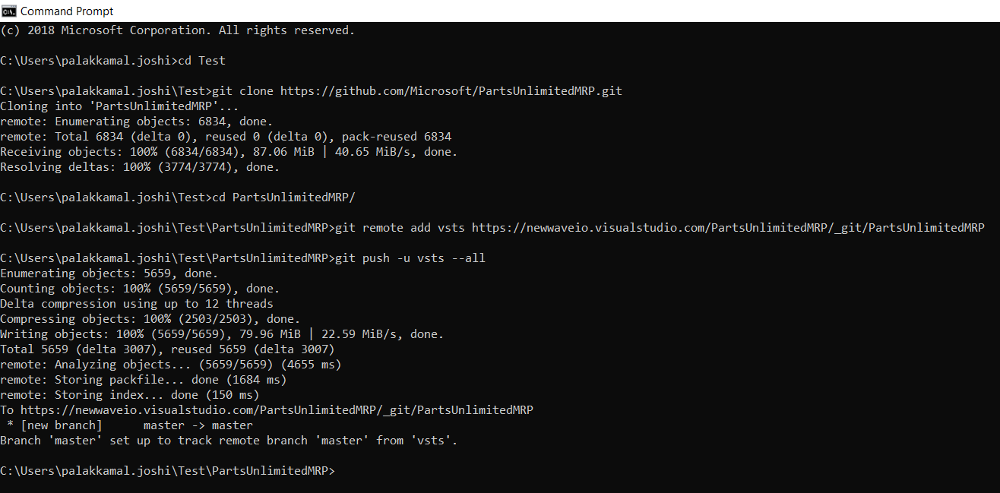 Command Prompt
(c) 2018 Microsoft Corporation. All rights reserved.
C:\Users\palakkamal.joshi>cd Test
C:\Users\palakkamal.joshi\Test>git clone https://github.com/Microsoft/PartsUnlimitedMRP.git
Cloning into 'PartsUnlimitedMRP'...
remote: Enumerating objects: 6834, done.
remote: Total 6834 (delta 0), reused 0 (delta 0), pack-reused 6834
Receiving objects: 100% (6834/6834), 87.06 MiB | 40.65 MiB/s, done.
Resolving deltas: 100% (3774/3774), done.
C:\Users\palakkamal.joshi\Test>cd PartsUnlimitedMRP/
C:\Users\palakkamal.joshi\Test\PartsUnlimitedMRP>git remote add vsts https://newwaveio.visualstudio.com/PartsUnlimitedMRP/_git/PartsUnlimitedMRP
C:\Users\palakkamal.joshi\Test\PartsUnlimitedMRP>git push -u vsts --all
Enumerating objects: 5659, done.
Counting objects: 100% (5659/5659), done.
Delta compression using up to 12 threads
Compressing objects: 100% (2503/2503), done.
Writing objects: 100% (5659/5659), 79.96 MiB | 22.59 MiB/s, done.
Total 5659 (delta 3007), reused 5659 (delta 3007)
remote: Analyzing objects... (5659/5659) (4655 ms)
remote: Storing packfile... done (1684 ms)
remote: Storing index... done (150 ms)
To https://newwaveio.visualstudio.com/PartsUnlimitedMRP/_git/PartsUnlimitedMRP
 * [new branch]      master -> master
Branch 'master' set up to track remote branch 'master' from 'vsts'.
C:\Users\palakkamal.joshi\Test\PartsUnlimitedMRP>